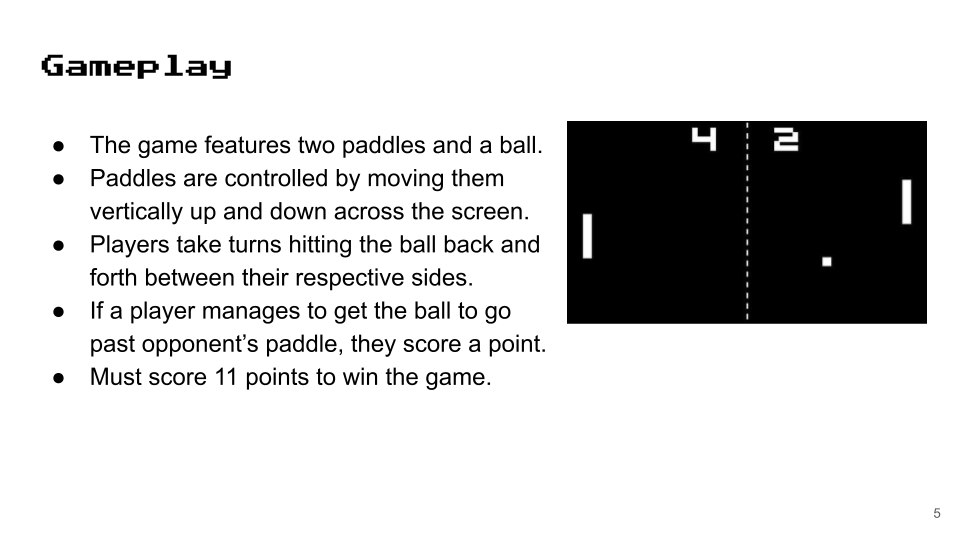 Gameplay
● The game features two paddles and a ball.
● Paddles are controlled by moving them
vertically up and down across the screen.
● Players take turns hitting the ball back and
forth between their respective sides.
● If a player manages to get the ball to go
past opponent’s paddle, they score a point.
● Must score 11 points to win the game.
4 2
5